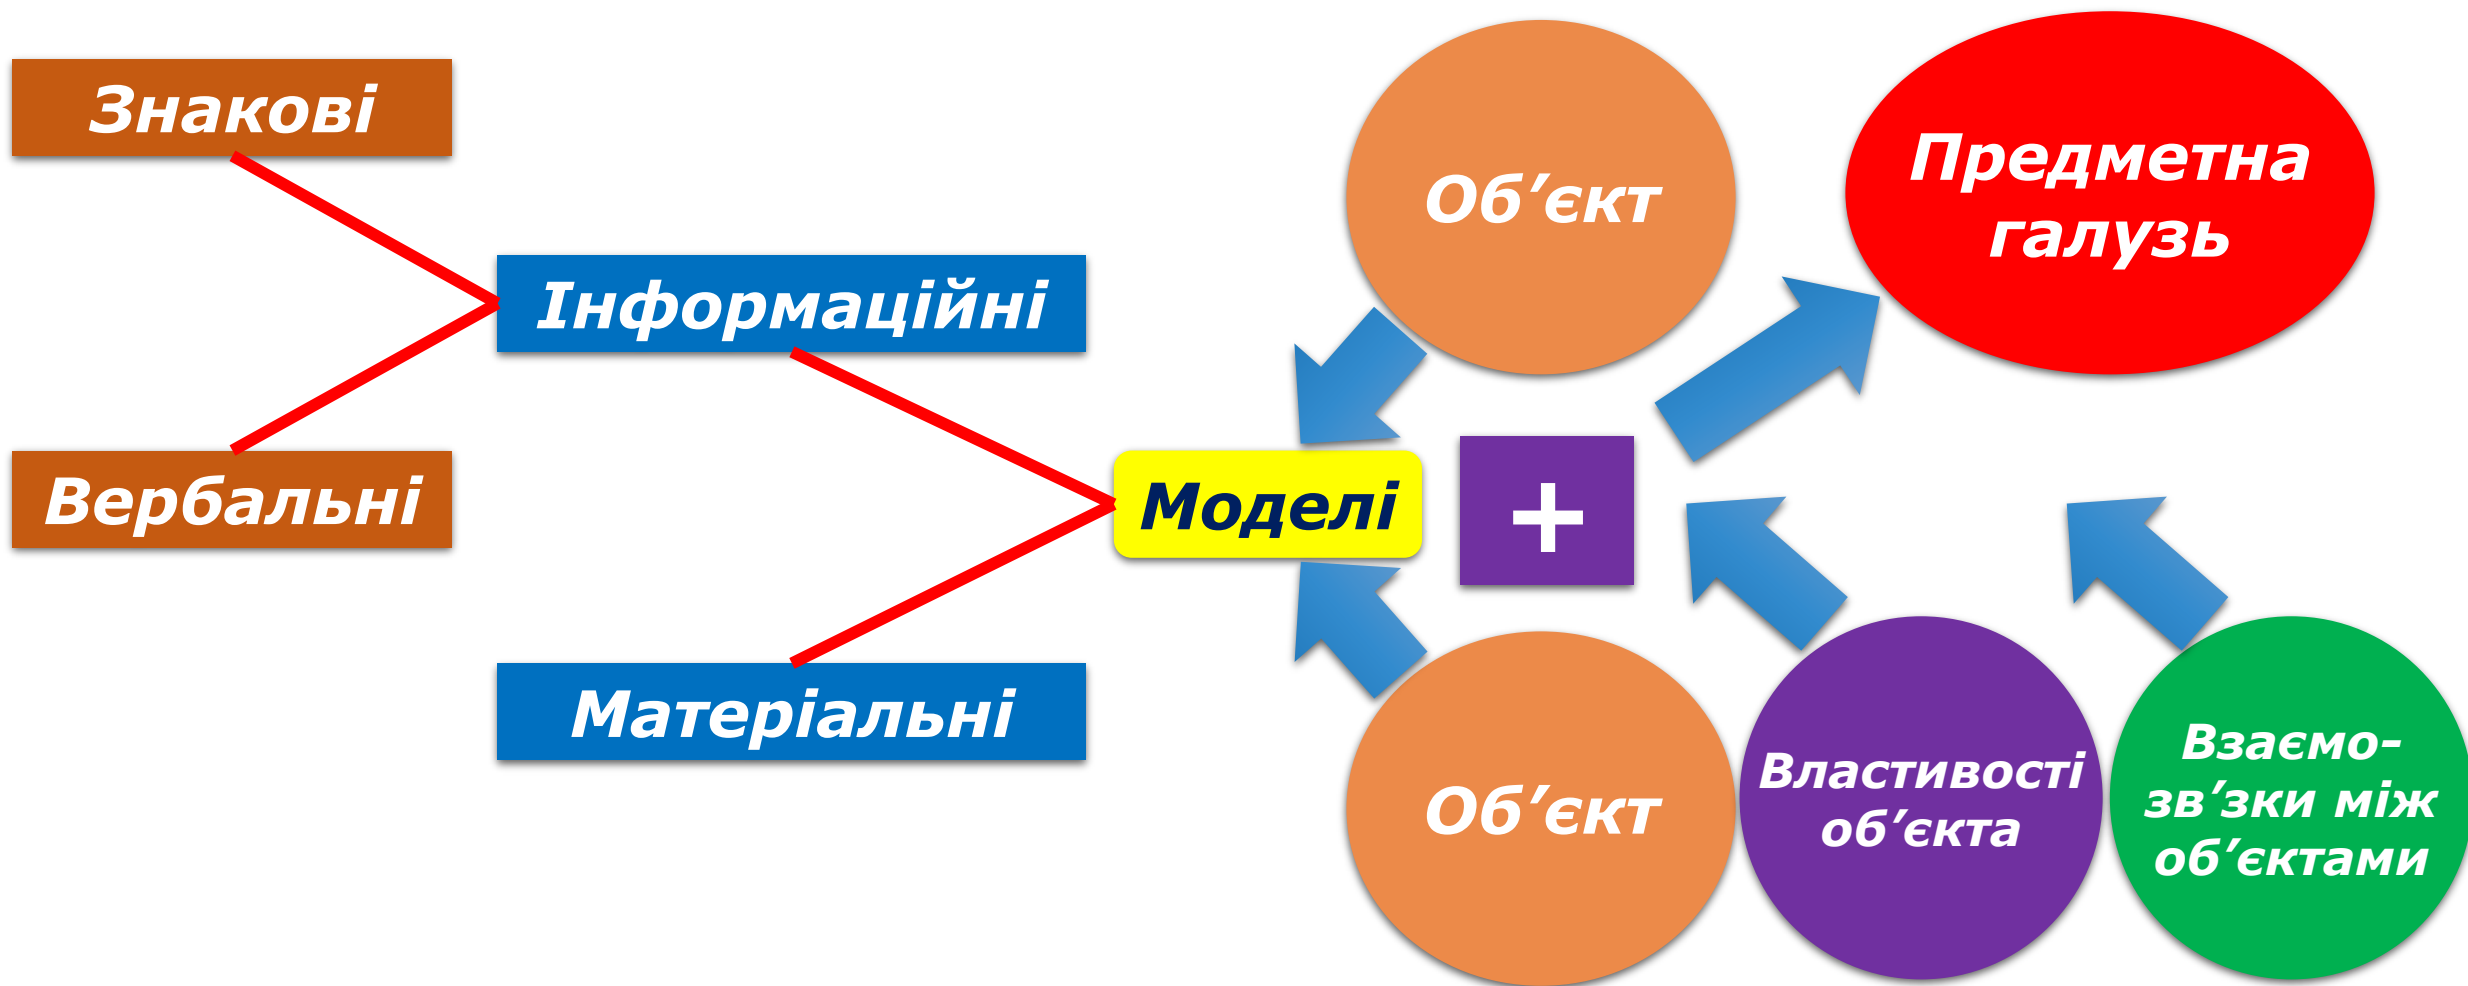 Знакові
Інформаційні
Вербальні
Матеріальні
Моделі
Об’єкт
+
Предметна
галузь
Об’єкт
Властивості
об’єкта
Взаємо-
зв’зки між
об’єктами